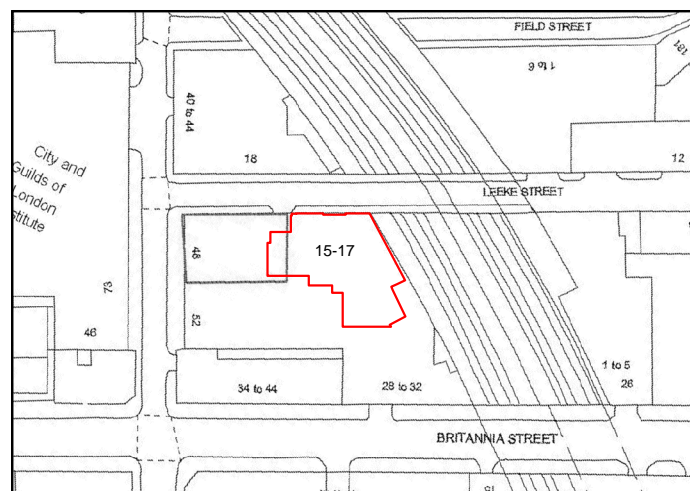 FIELD STREET
181
1 to 6
40 to 44
18
12
City and
Guilds of
London
stitute
LEEKE STREET
15-17
48
73
52
46
1 to 5
26
34 to 44
28 to 32
BRITANNIA STREET